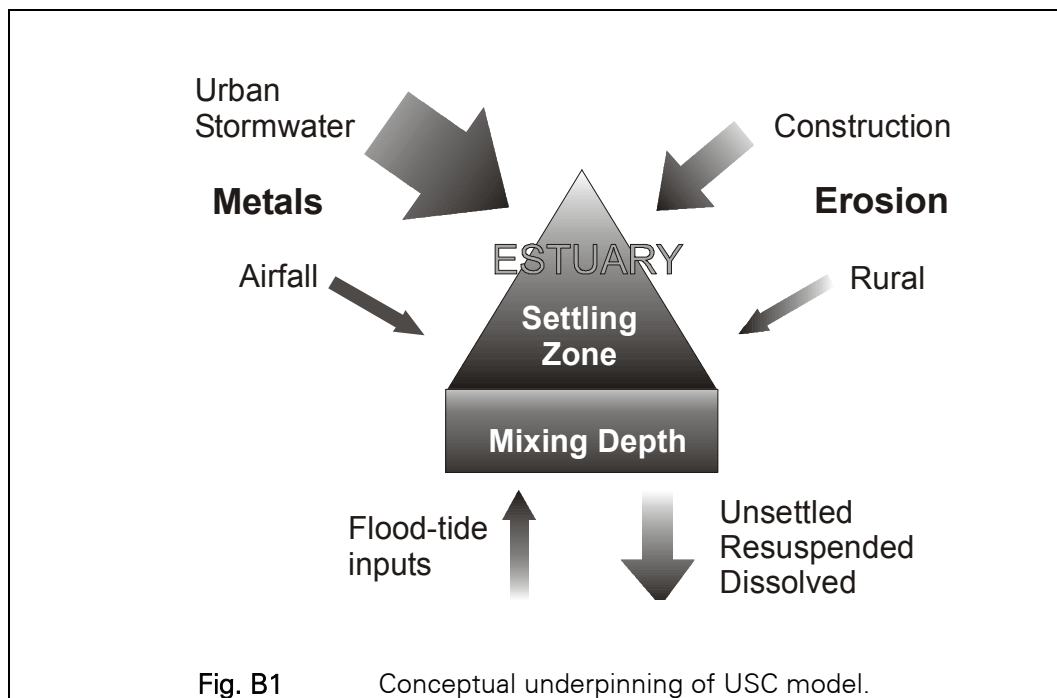 Urban
Stormwater
Construction
Metals
Erosion
ESTUARY
Airfall
Rural
Settling
Zone
Mixing Depth
Flood-tide
inputs
Unsettled
Resuspended
Dissolved
Fig. B1 Conceptual underpinning of USC model.